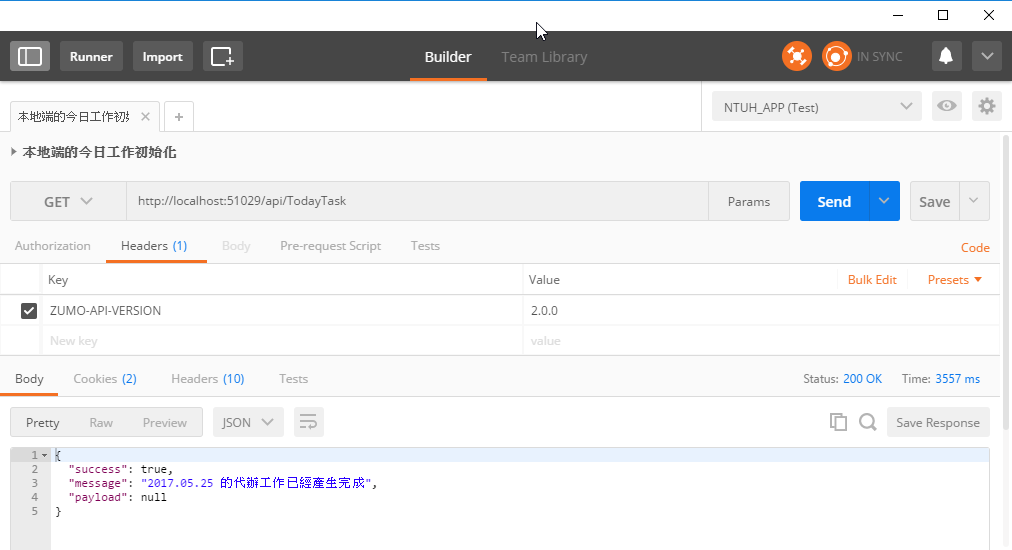 Runner Import Builder Team Library IN SYNC
本地端的今日工作初始 NTUH_APP (Test)
本地端的今日工作初始化
GET http://localhost:51029/api/TodayTask Params Send Save
Authorization Headers (1) Body Pre-request Script Tests Code
Key Value Bulk Edit Presets
ZUMO-API-VERSION 2.0.0
New key value
Body Cookies (2) Headers (10) Tests Status: 200 OK Time: 3557 ms
Pretty Raw Preview JSON Save Response
1 {
2 "success": true,
3 "message": "2017.05.25 的代辦工作已經產生完成",
4 "payload": null
5 }